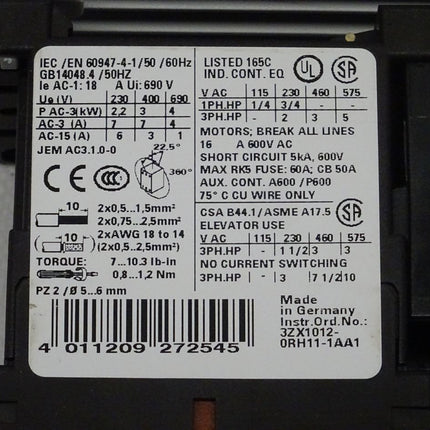 IEC /EN 60947-4-1/50 /60Hz
GB14048.4 /50HZ
Ie AC-1: 18 A Ui: 690 V
Ue (V) 230 400 690
P AC-3(kW) 2,2 3 4
AC-3 (A) 7 7 4
AC-15 (A) 6 3 1
JEM AC3.1.0-0
22.5°
360°
CE
10 2x0,5...1,5mm²
2x0,75...2,5mm²
10 2xAWG 18 to 14
(2x0,5...2,5mm²)
TORQUE: 7...10.3 lb-in
0,8...1,2 Nm
PZ 2 /Ø 5...6 mm
4 011209 272545
LISTED 165C
IND. CONT. EQ
UL
SA
V AC 115 230 460 575
1PH.HP 1/4 3/4 - -
3PH.HP - 2 3 5
MOTORS; BREAK ALL LINES
16 A 600V AC
SHORT CIRCUIT 5kA, 600V
MAX RK5 FUSE: 60A; CB 50A
AUX. CONT. A600 /P600
75° C CU WIRE ONLY
CSA B44.1/ASME A17.5
SA
ELEVATOR USE
V AC 115 230 460 575
3PH.HP - 1 1/2 3 3
NO CURRENT SWITCHING
3PH.HP - 3 7 1/2 10
Made
in Germany
Instr.Ord.No.:
3ZX1012-
0RH11-1AA1